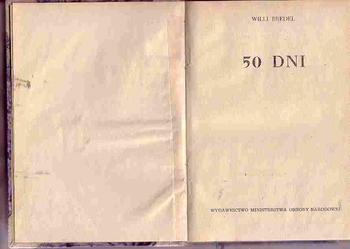 WILLI BREDEL
50 DNI
WYDAWNICTWO MINISTERSTWA OBRONY NARODOWEJ